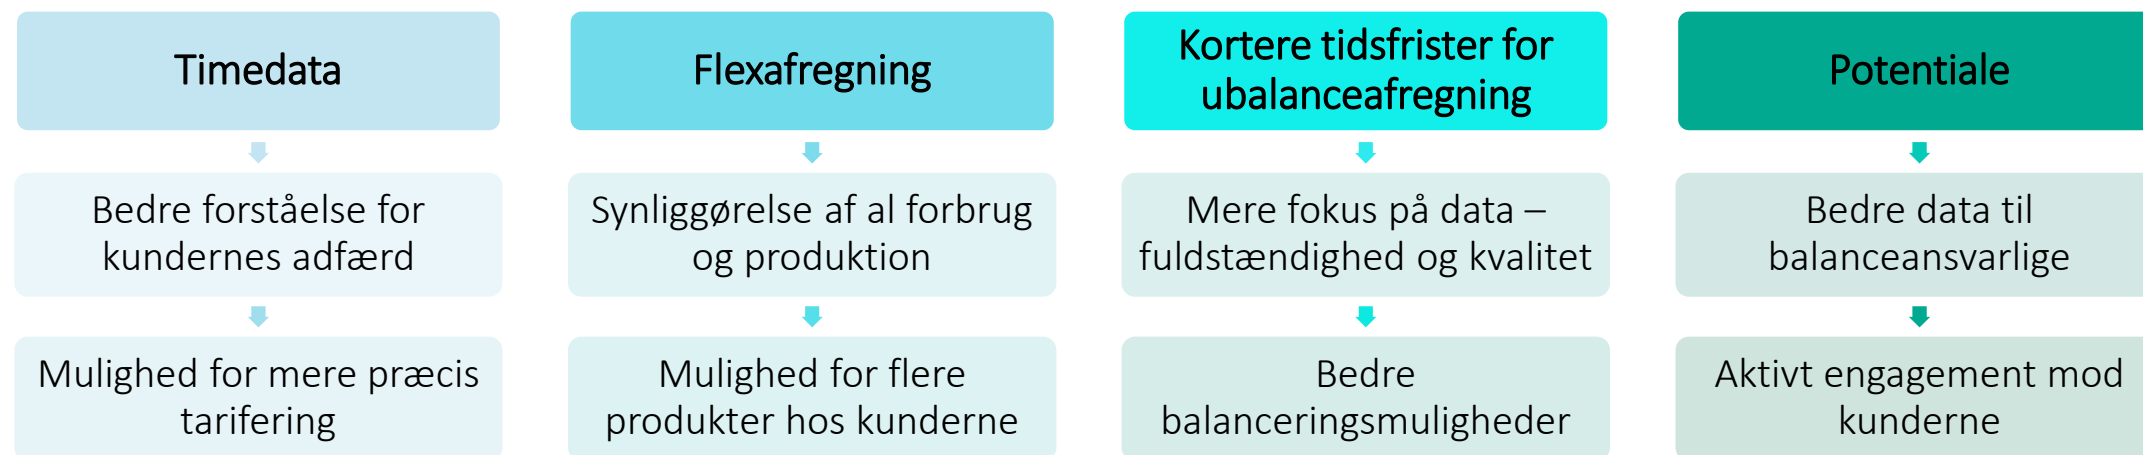 Timedata
Bedre forståelse for
kundernes adfærd
Mulighed for mere præcis
tarifering
Flexafregning
Synliggørelse af al forbrug
og produktion
Mulighed for flere
produkter hos kunderne
Kortere tidsfrister for
ubalanceafregning
Mere fokus på data –
fuldstændighed og kvalitet
Bedre
balanceringsmuligheder
Potentiale
Bedre data til
balanceansvarlige
Aktivt engagement mod
kunderne